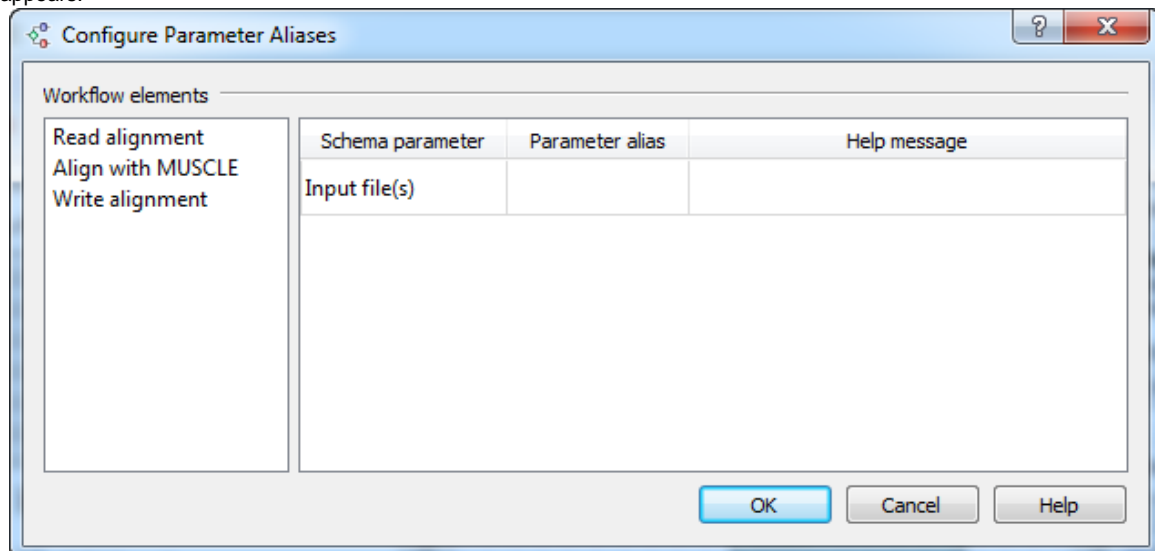 appears.
Configure Parameter Aliases
Workflow elements
Read alignment
Align with MUSCLE
Write alignment
Schema parameter Parameter alias Help message
Input file(s)
OK Cancel Help